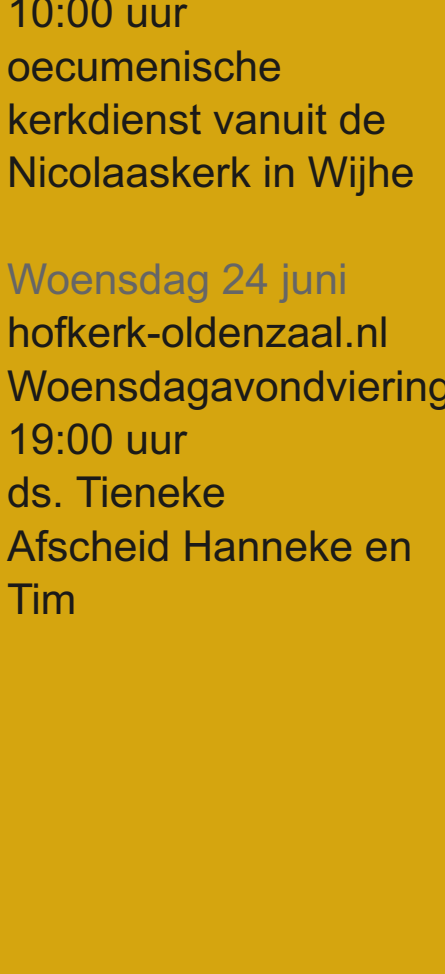 10:00 uur
oecumenische
kerkdienst vanuit de
Nicolaaskerk in Wijhe
Woensdag 24 juni
hofkerk-oldenzaal.nl
Woensdagavondviering
19:00 uur
ds. Tieneke
Afscheid Hanneke en
Tim